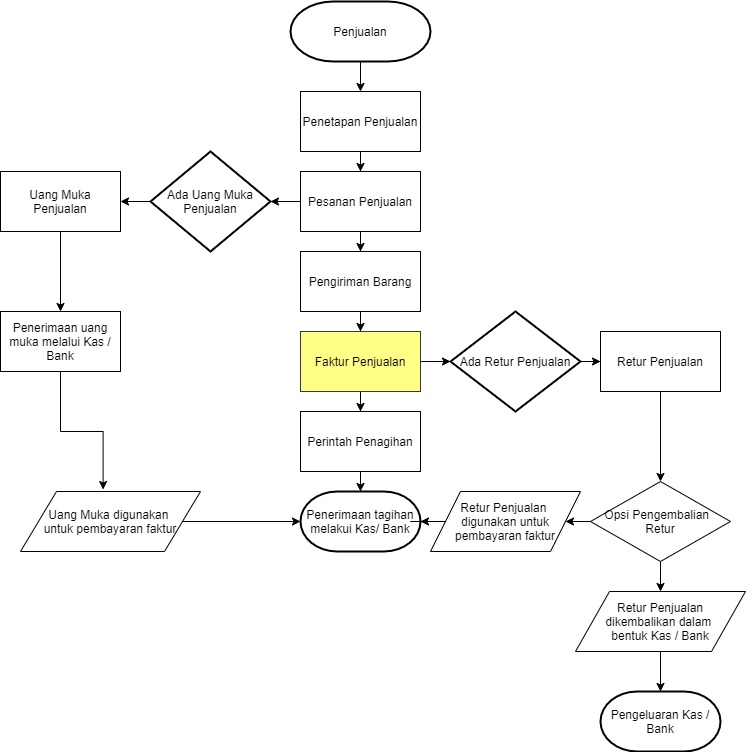 Penjualan
Penetapan Penjualan
Uang Muka
Penjualan
Ada Uang Muka
Penjualan
Pesanan Penjualan
Pengiriman Barang
Penerimaan uang
muka melalui Kas /
Bank
Faktur Penjualan
Ada Retur Penjualan
Retur Penjualan
Perintah Penagihan
Uang Muka digunakan
untuk pembayaran faktur
Penerimaan tagihan
melakui Kas/ Bank
Retur Penjualan
digunakan untuk
pembayaran faktur
Opsi Pengembalian
Retur
Retur Penjualan
dikembalikan dalam
bentuk Kas / Bank
Pengeluaran Kas /
Bank